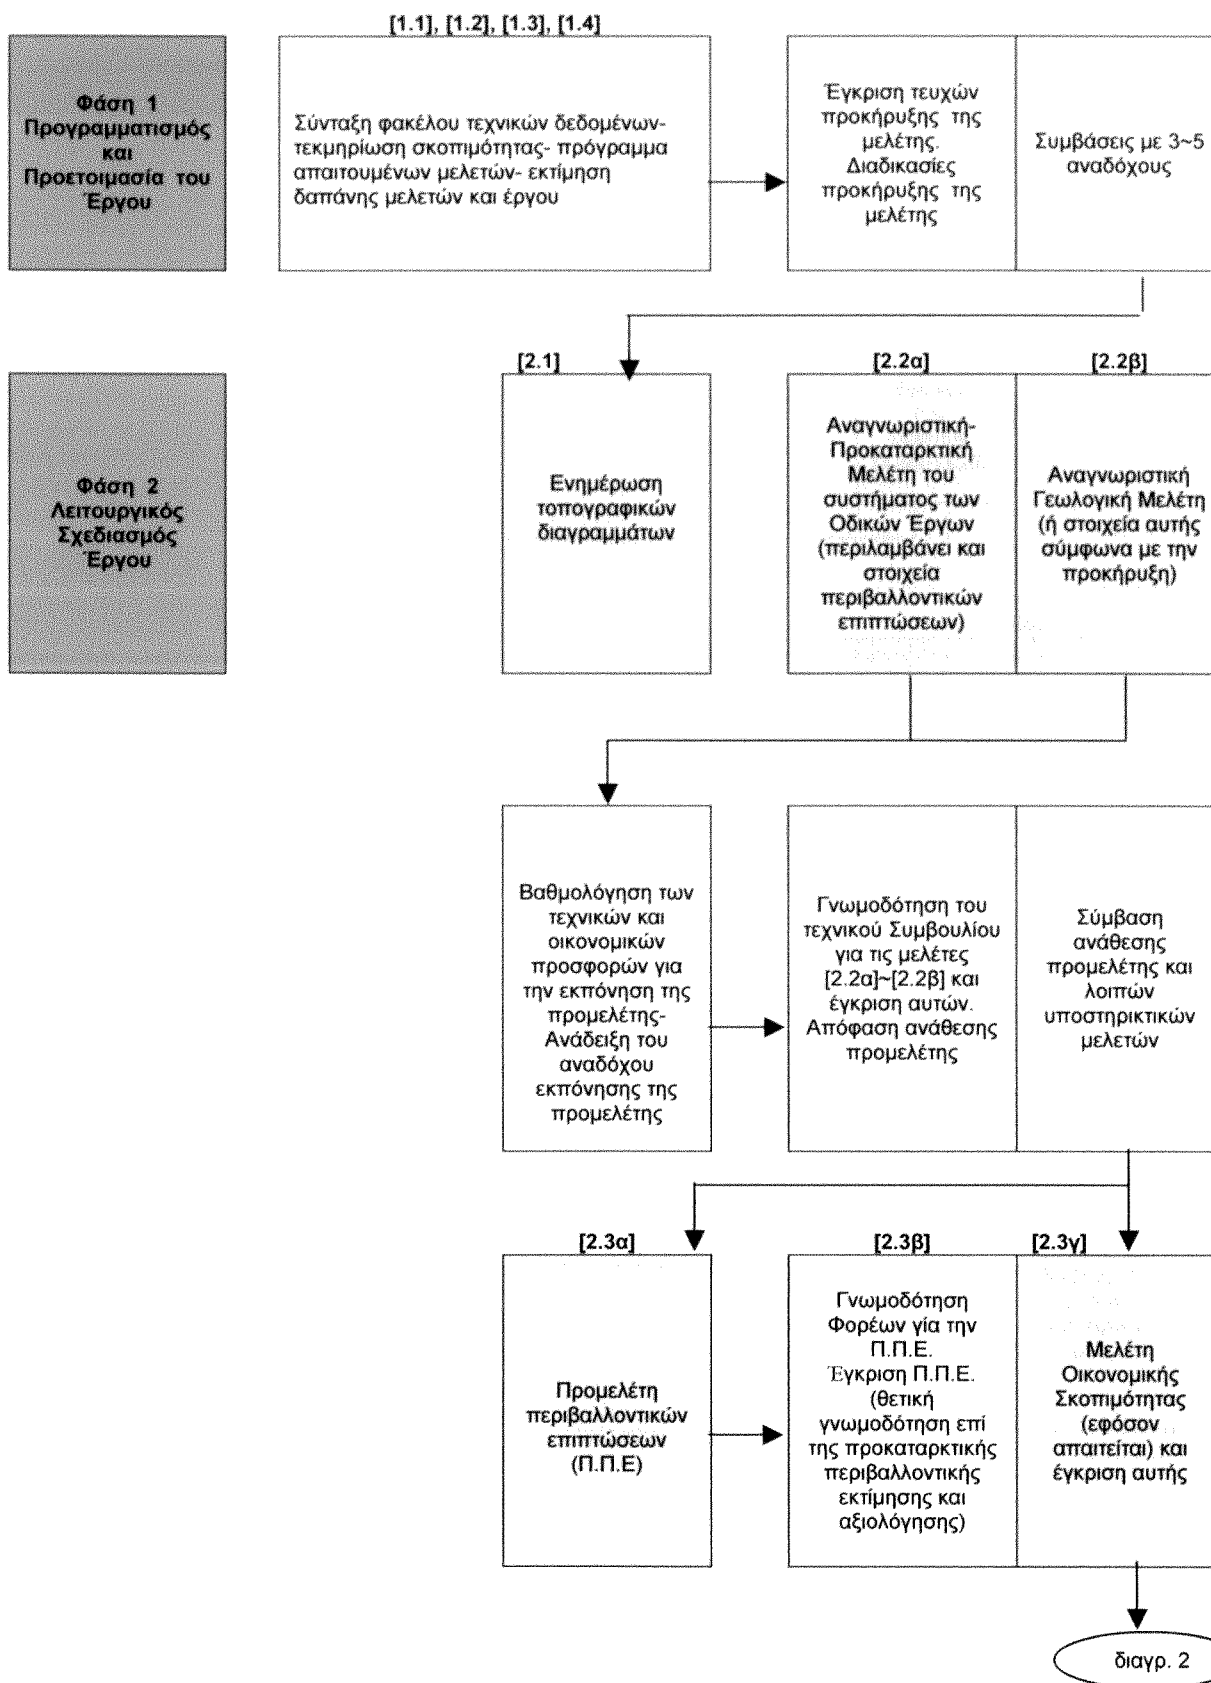 [1.1], [1.2], [1.3], [1.4]
Φάση 1
Προγραμματισμός
και
Προετοιμασία του
Έργου
Σύνταξη φακέλου τεχνικών δεδομένων-
τεκμηρίωση σκοπιμότητας- πρόγραμμα
απαιτουμένων μελετών- εκτίμηση
δαπάνης μελετών και έργου
Έγκριση τευχών
προκήρυξης της
μελέτης.
Διαδικασίες
προκήρυξης της
μελέτης
Συμβάσεις με 3~5
αναδόχους
[2.1]
[2.2α]
[2.2β]
Φάση 2
Λειτουργικός
Σχεδιασμός
Έργου
Ενημέρωση
τοπογραφικών
διαγραμμάτων
Αναγνωριστική-
Προκαταρκτική
Μελέτη του
συστήματος των
Οδικών Έργων
(περιλαμβάνει και
στοιχεία
περιβαλλοντικών
επιπτώσεων)
Αναγνωριστική
Γεωλογική Μελέτη
(ή στοιχεία αυτής
σύμφωνα με την
προκήρυξη)
Βαθμολόγηση των
τεχνικών και
οικονομικών
προσφορών για
την εκπόνηση της
προμελέτης-
Ανάδειξη του
αναδόχου
εκπόνησης της
προμελέτης
Γνωμοδότηση του
τεχνικού Συμβουλίου
για τις μελέτες
[2.2α]~[2.2β] και
έγκριση αυτών.
Απόφαση ανάθεσης
προμελέτης
Σύμβαση
ανάθεσης
προμελέτης και
λοιπών
υποστηρικτικών
μελετών
[2.3α]
[2.3β]
[2.3γ]
Προμελέτη
περιβαλλοντικών
επιπτώσεων
(Π.Π.Ε)
Γνωμοδότηση
Φορέων γία την
Π.Π.Ε.
Έγκριση Π.Π.Ε.
(θετική
γνωμοδότηση επί
της προκαταρκτικής
περιβαλλοντικής
εκτίμησης και
αξιολόγησης)
Μελέτη
Οικονομικής
Σκοπιμότητας
(εφόσον
απαιτείται) και
έγκριση αυτής
διαγρ. 2